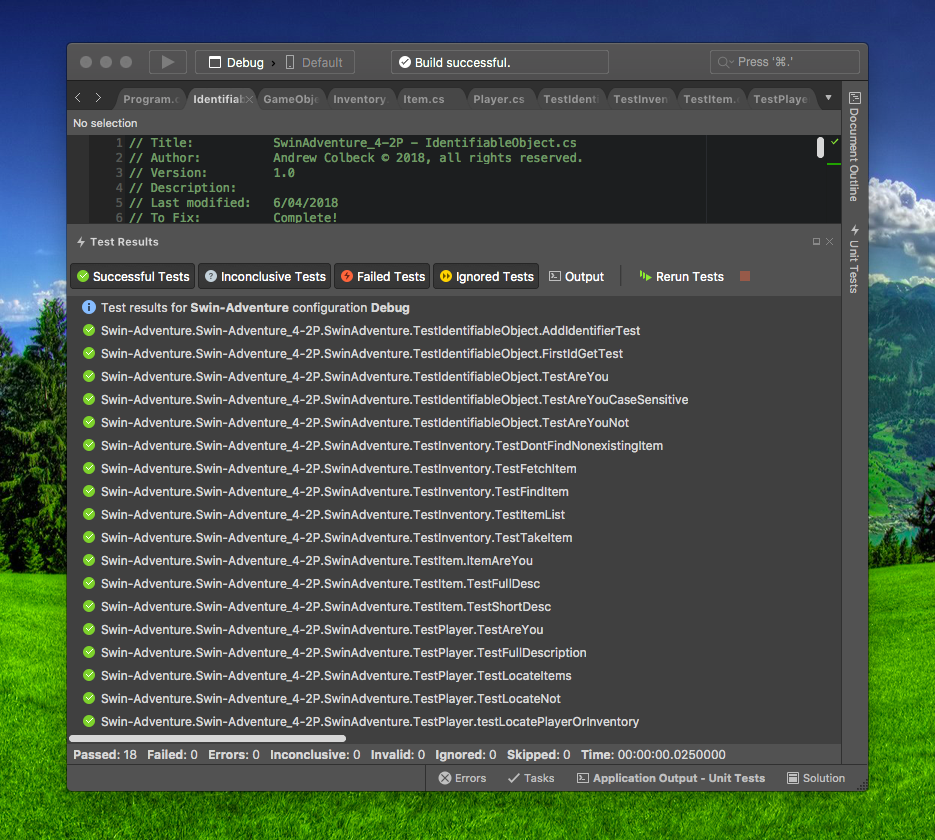 Debug › Default
Build successful.
Press '⌘.'
Program.c
Identifial
GameObje
Inventory
Item.cs
Player.cs
TestIdenti
TestInven
TestItem.
TestPlaye
No selection
1 // Title: SwinAdventure_4-2P - IdentifiableObject.cs
2 // Author: Andrew Colbeck © 2018, all rights reserved.
3 // Version: 1.0
4 // Description:
5 // Last modified: 6/04/2018
6 // To Fix: Complete!
Document Outline
Unit Tests
Test Results
Successful Tests
Inconclusive Tests
Failed Tests
Ignored Tests
Output
Rerun Tests
Test results for Swin-Adventure configuration Debug
Swin-Adventure.Swin-Adventure_4-2P.SwinAdventure.TestIdentifiableObject.AddIdentifierTest
Swin-Adventure.Swin-Adventure_4-2P.SwinAdventure.TestIdentifiableObject.FirstIdGetTest
Swin-Adventure.Swin-Adventure_4-2P.SwinAdventure.TestIdentifiableObject.TestAreYou
Swin-Adventure.Swin-Adventure_4-2P.SwinAdventure.TestIdentifiableObject.TestAreYouCaseSensitive
Swin-Adventure.Swin-Adventure_4-2P.SwinAdventure.TestIdentifiableObject.TestAreYouNot
Swin-Adventure.Swin-Adventure_4-2P.SwinAdventure.TestInventory.TestDontFindNonexistingItem
Swin-Adventure.Swin-Adventure_4-2P.SwinAdventure.TestInventory.TestFetchItem
Swin-Adventure.Swin-Adventure_4-2P.SwinAdventure.TestInventory.TestFindItem
Swin-Adventure.Swin-Adventure_4-2P.SwinAdventure.TestInventory.TestItemList
Swin-Adventure.Swin-Adventure_4-2P.SwinAdventure.TestInventory.TestTakeItem
Swin-Adventure.Swin-Adventure_4-2P.SwinAdventure.TestItem.ItemAreYou
Swin-Adventure.Swin-Adventure_4-2P.SwinAdventure.TestItem.TestFullDesc
Swin-Adventure.Swin-Adventure_4-2P.SwinAdventure.TestItem.TestShortDesc
Swin-Adventure.Swin-Adventure_4-2P.SwinAdventure.TestPlayer.TestAreYou
Swin-Adventure.Swin-Adventure_4-2P.SwinAdventure.TestPlayer.TestFullDescription
Swin-Adventure.Swin-Adventure_4-2P.SwinAdventure.TestPlayer.TestLocateItems
Swin-Adventure.Swin-Adventure_4-2P.SwinAdventure.TestPlayer.TestLocateNot
Swin-Adventure.Swin-Adventure_4-2P.SwinAdventure.TestPlayer.testLocatePlayerOrInventory
Passed: 18 Failed: 0 Errors: 0 Inconclusive: 0 Invalid: 0 Ignored: 0 Skipped: 0 Time: 00:00:00.0250000
Errors
Tasks
Application Output - Unit Tests
Solution